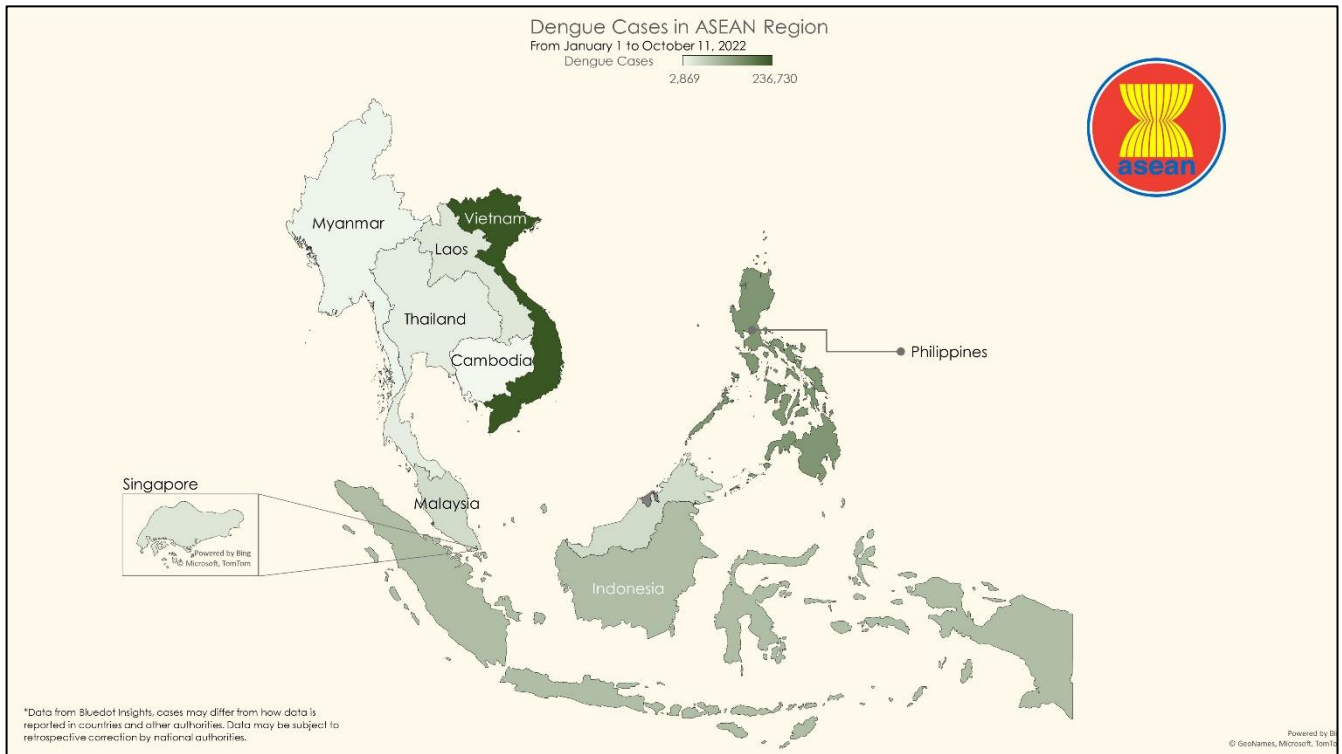 Dengue Cases in ASEAN Region
From January 1 to October 11, 2022
Dengue Cases
2,869 236,730
asean
Myanmar
Vietnam
Laos
Thailand
Cambodia
Philippines
Singapore
Malaysia
Powered by Bing
© Microsoft, TomTom
Indonesia
*Data from Bluedot Insights, cases may differ from how data is
reported in countries and other authorities. Data may be subject to
retrospective correction by national authorities.
Powered by Bi
© GeoNames, Microsoft, TomTo